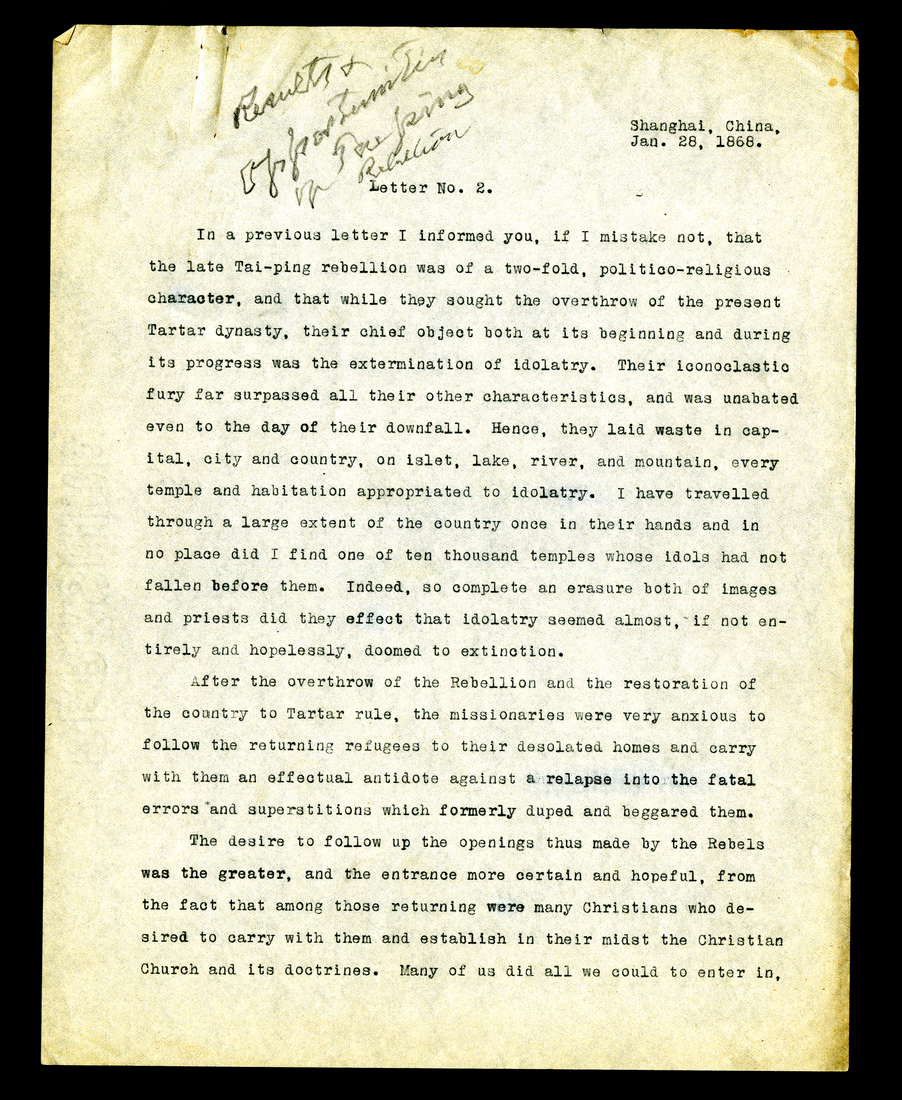 Results &
Opportunities
of Taeping
Rebellion
Shanghai, China,
Jan. 28, 1868.
Letter No. 2.
In a previous letter I informed you, if I mistake not, that
the late Tai-ping rebellion was of a two-fold, politico-religious
character, and that while they sought the overthrow of the present
Tartar dynasty, their chief object both at its beginning and during
its progress was the extermination of idolatry. Their iconoclastic
fury far surpassed all their other characteristics, and was unabated
even to the day of their downfall. Hence, they laid waste in cap-
ital, city and country, on islet, lake, river, and mountain, every
temple and habitation appropriated to idolatry. I have travelled
through a large extent of the country once in their hands and in
no place did I find one of ten thousand temples whose idols had not
fallen before them. Indeed, so complete an erasure both of images
and priests did they effect that idolatry seemed almost, if not en-
tirely and hopelessly, doomed to extinction.
After the overthrow of the Rebellion and the restoration of
the country to Tartar rule, the missionaries were very anxious to
follow the returning refugees to their desolated homes and carry
with them an effectual antidote against a relapse into the fatal
errors and superstitions which formerly duped and beggared them.
The desire to follow up the openings thus made by the Rebels
was the greater, and the entrance more certain and hopeful, from
the fact that among those returning were many Christians who de-
sired to carry with them and establish in their midst the Christian
Church and its doctrines. Many of us did all we could to enter in,